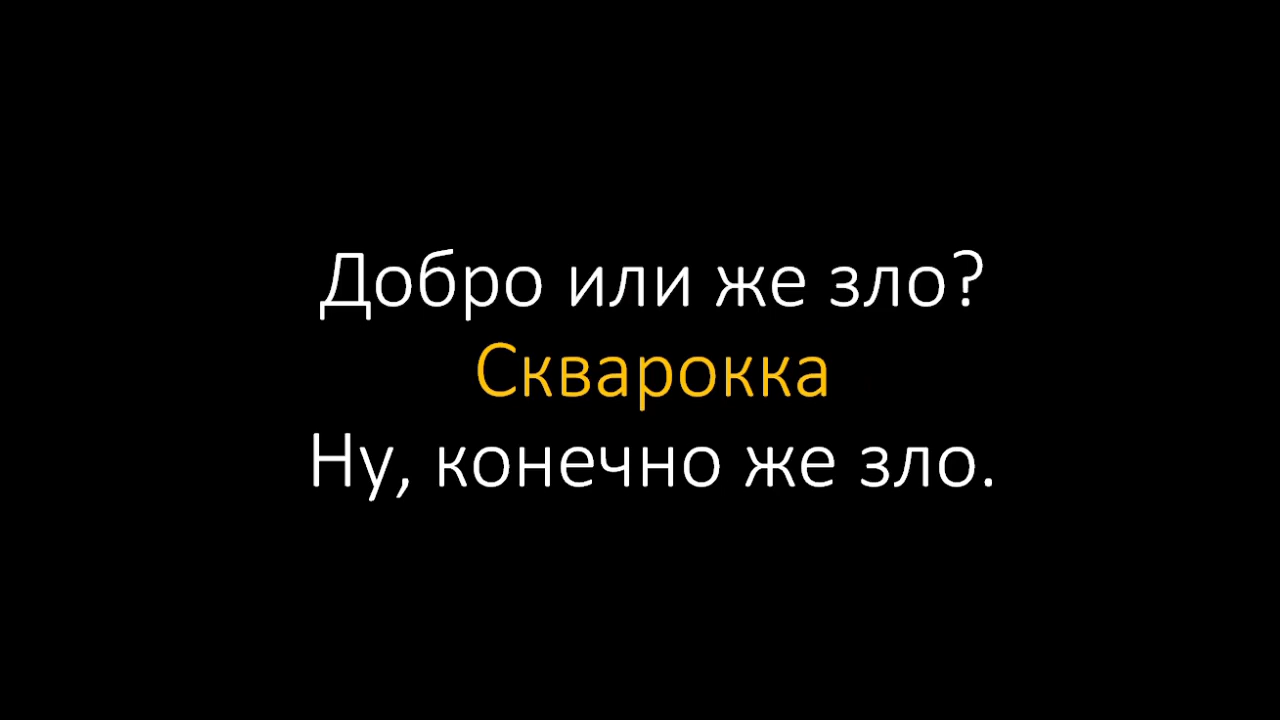 Добро или же зло?
Скварокка
Ну, конечно же зло.